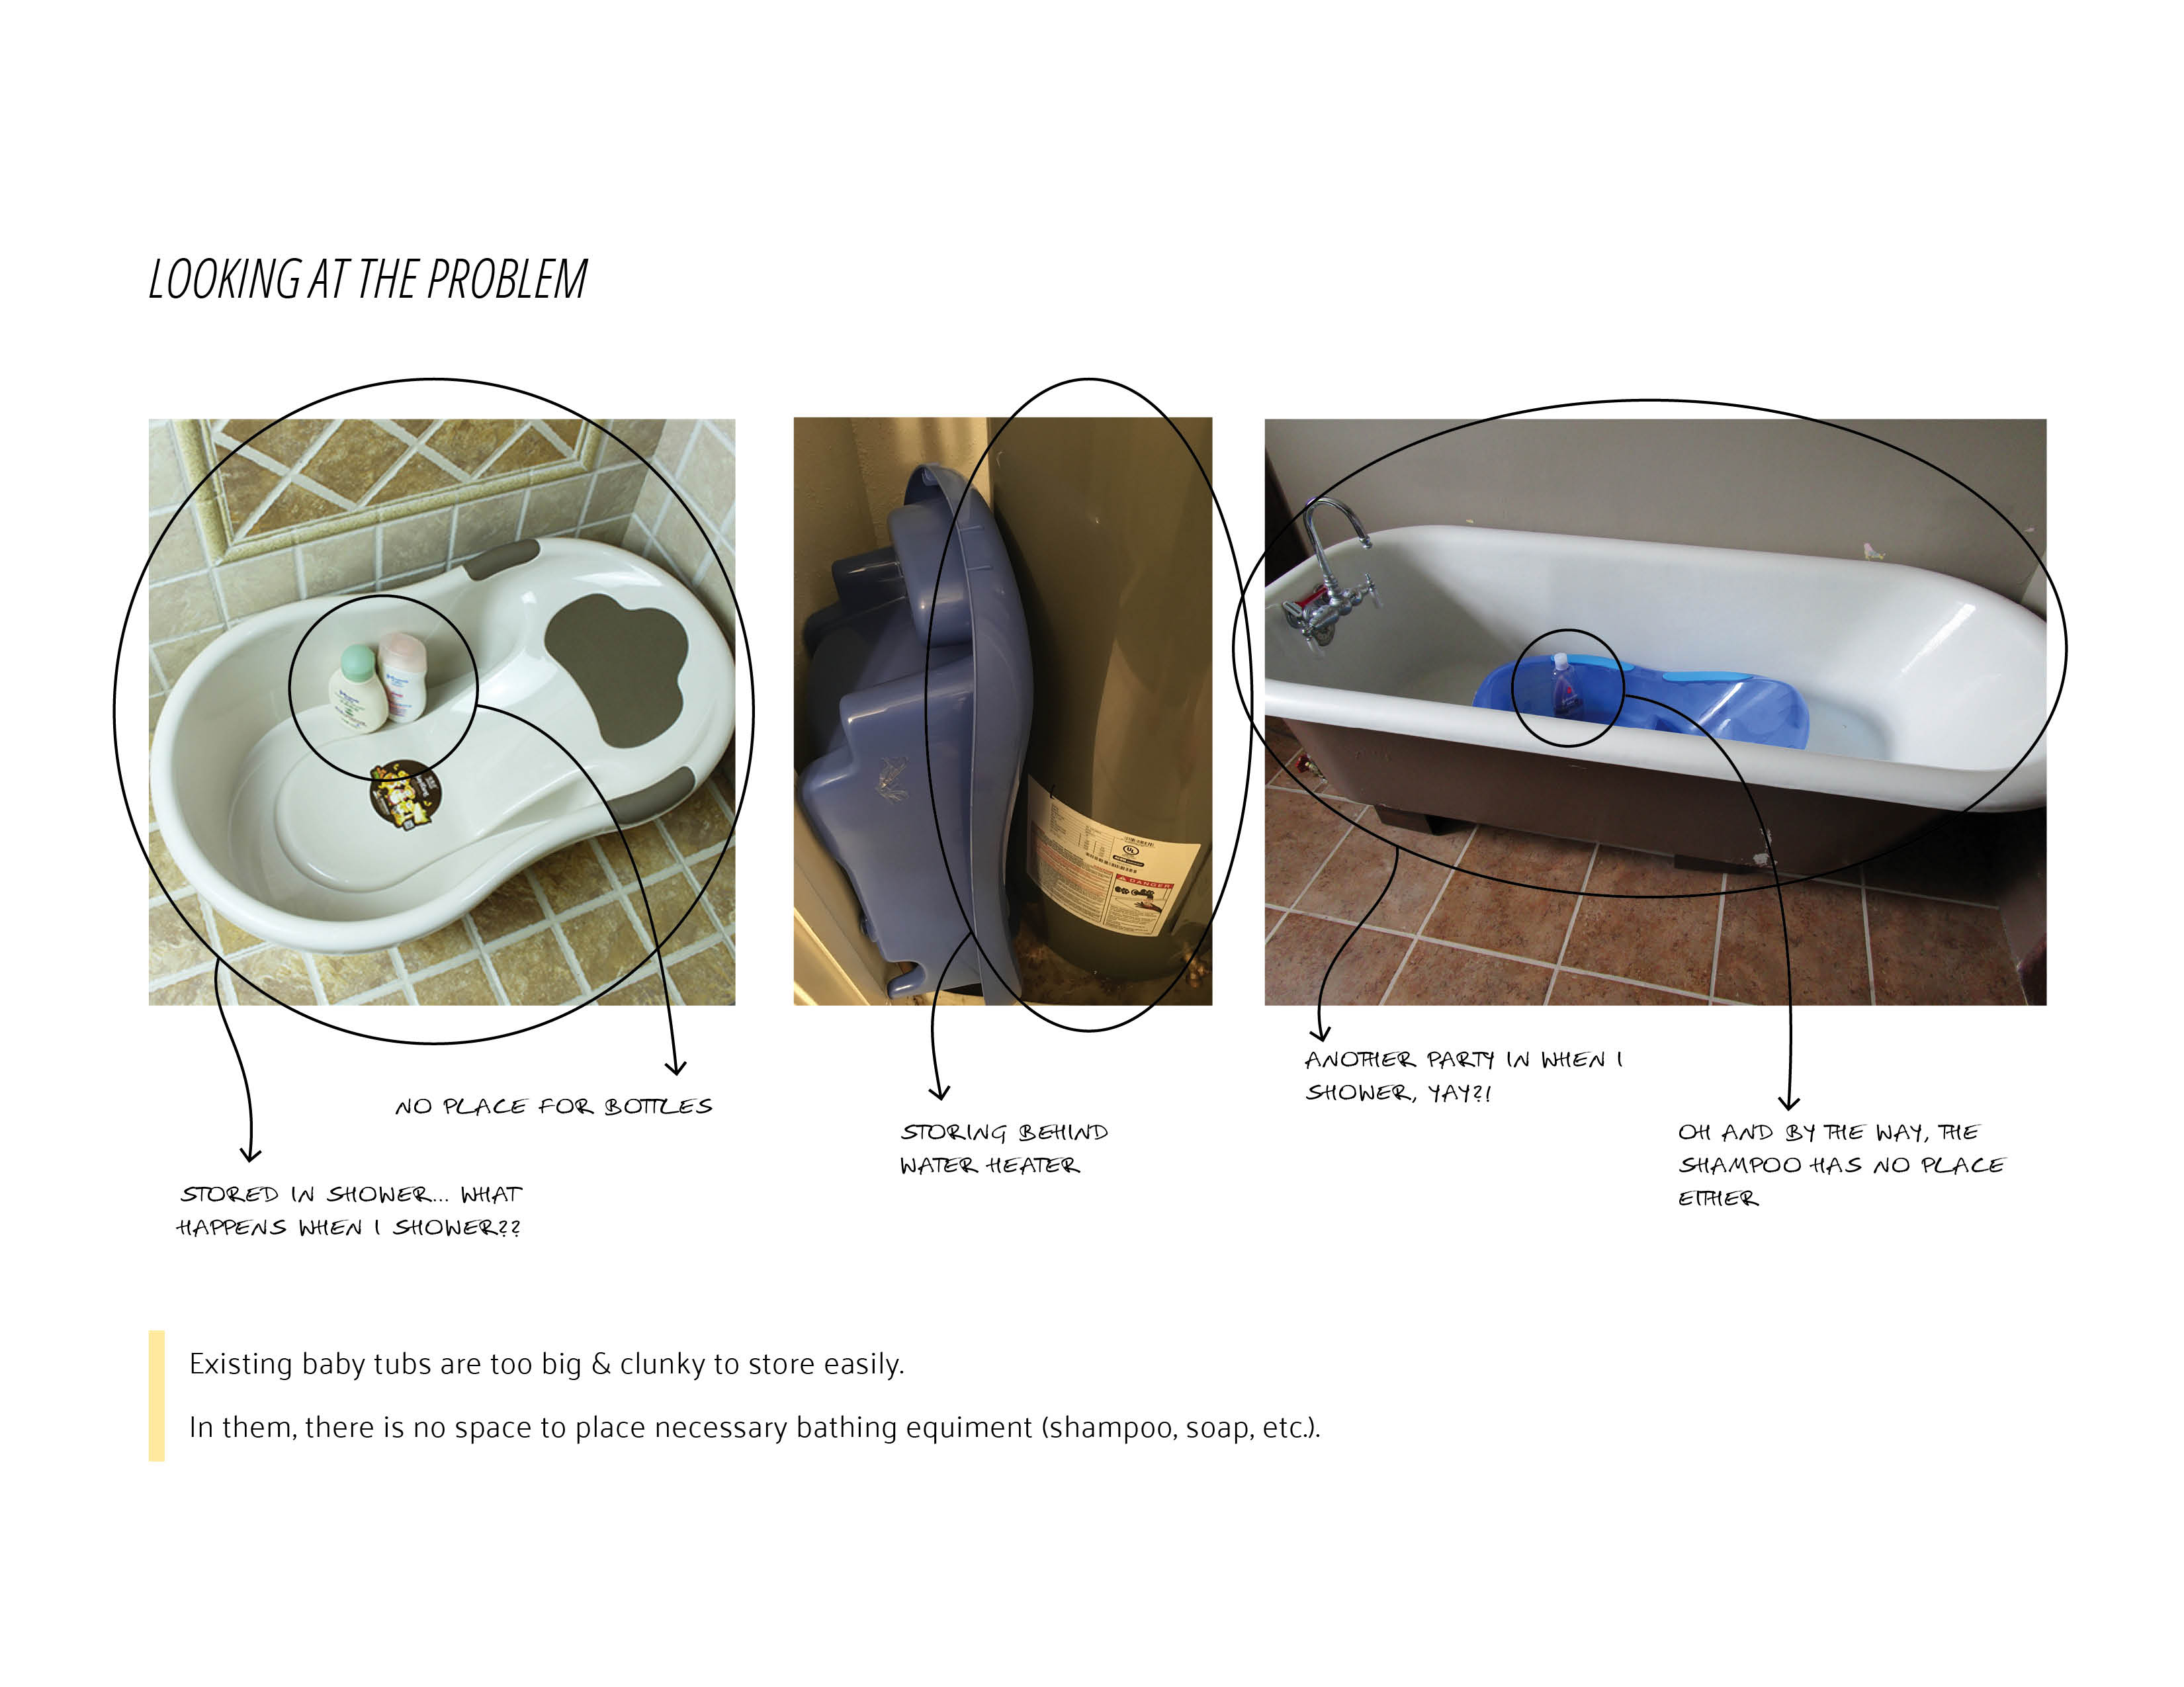 LOOKING AT THE PROBLEM
NO PLACE FOR BOTTLES
STORED IN SHOWER... WHAT
HAPPENS WHEN I SHOWER??
DANGER
UL
STORING BEHIND
WATER HEATER
ANOTHER PARTY IN WHEN I
SHOWER, YAY?!
OH AND BY THE WAY, THE
SHAMPOO HAS NO PLACE
EITHER
Existing baby tubs are too big & clunky to store easily.
In them, there is no space to place necessary bathing equiment (shampoo, soap, etc.).